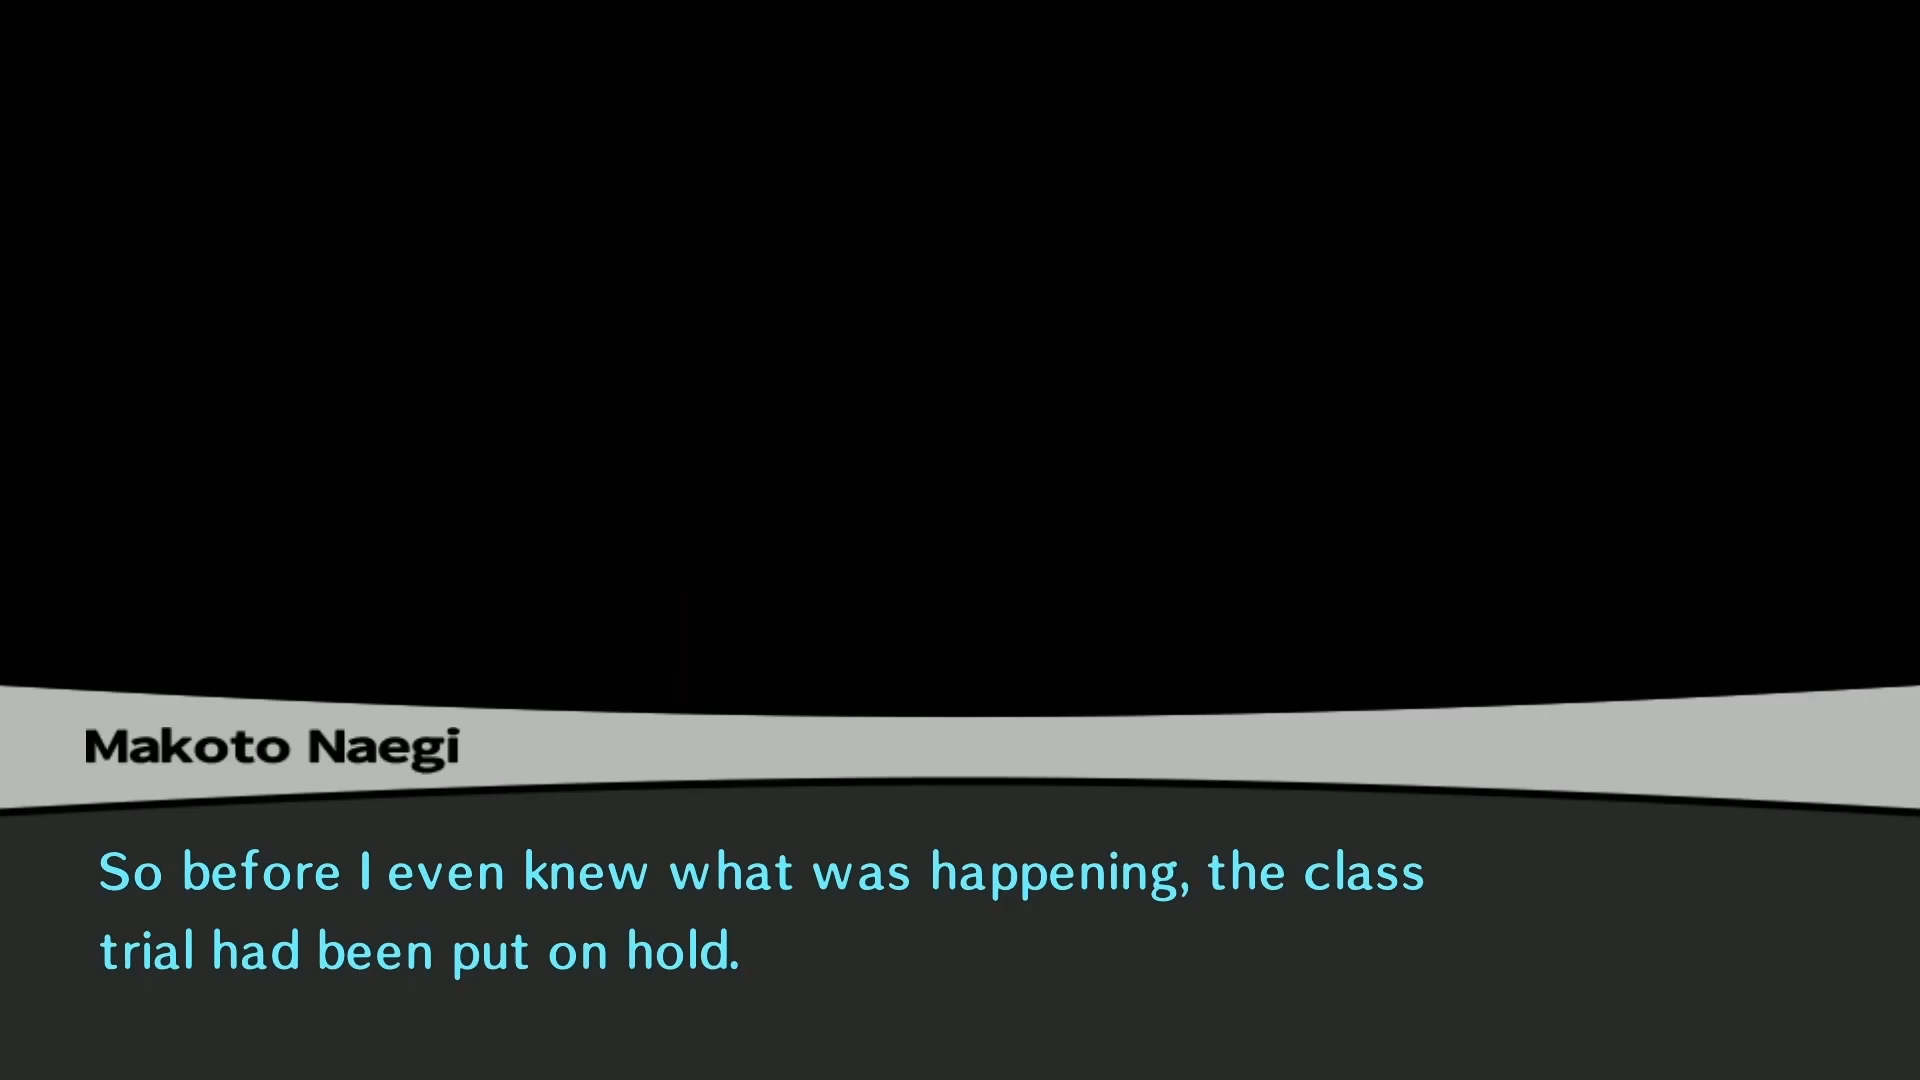 Makoto Naegi
So before I even knew what was happening, the class
trial had been put on hold.